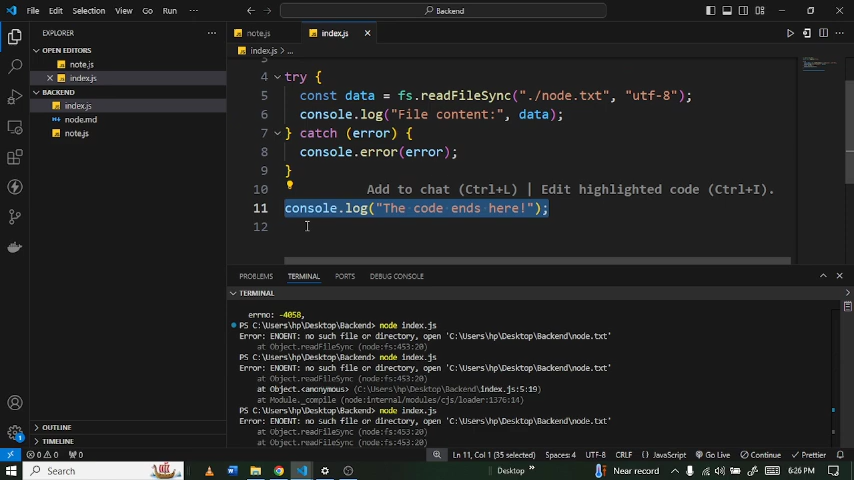 File Edit Selection View Go Run ··· Backend
EXPLORER ···
OPEN EDITORS
note.js
index.js
BACKEND
index.js
node.md
note.js
OUTLINE
TIMELINE
note.js index.js
index.js > ...
3
4 try {
5 const data = fs.readFileSync("./node.txt", "utf-8");
6 console.log("File content:", data);
7 } catch (error) {
8 console.error(error);
9 }
10 Add to chat (Ctrl+L) | Edit highlighted code (Ctrl+I).
11 console.log("The code ends here!");
12
PROBLEMS TERMINAL PORTS DEBUG CONSOLE
TERMINAL
errno: -4058,
PS C:\Users\hp\Desktop\Backend> node index.js
Error: ENOENT: no such file or directory, open 'C:\Users\hp\Desktop\Backend\node.txt'
at Object.readFileSync (node:fs:453:20)
PS C:\Users\hp\Desktop\Backend> node index.js
Error: ENOENT: no such file or directory, open 'C:\Users\hp\Desktop\Backend\node.txt'
at Object.readFileSync (node:fs:453:20)
at Object.<anonymous> (C:\Users\hp\Desktop\Backend\index.js:5:19)
at Module._compile (node:internal/modules/cjs/loader:1376:14)
PS C:\Users\hp\Desktop\Backend> node index.js
Error: ENOENT: no such file or directory, open 'C:\Users\hp\Desktop\Backend\node.txt'
at Object.readFileSync (node:fs:453:20)
at Object.readFileSync (node:fs:453:20)
0 0 0 Ln 11, Col 1 (35 selected) Spaces: 4 UTF-8 CRLF {} JavaScript Go Live Continue Prettier
Search Desktop Near record 6:26 PM